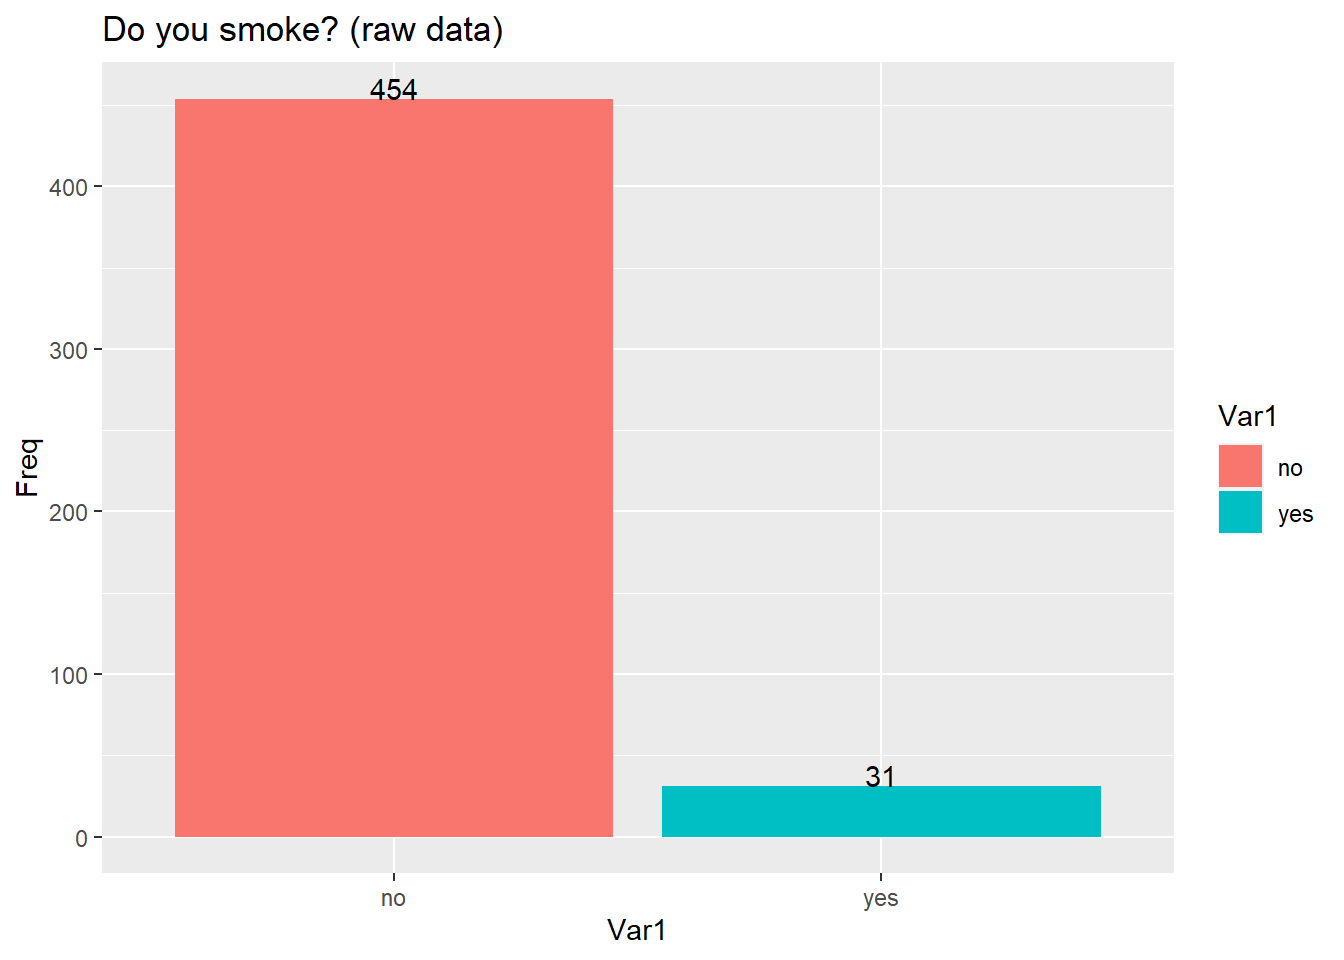 Do you smoke? (raw data)
454
400
300
200
100
0
31
Freq
no
yes
Var1
Var1
no
yes